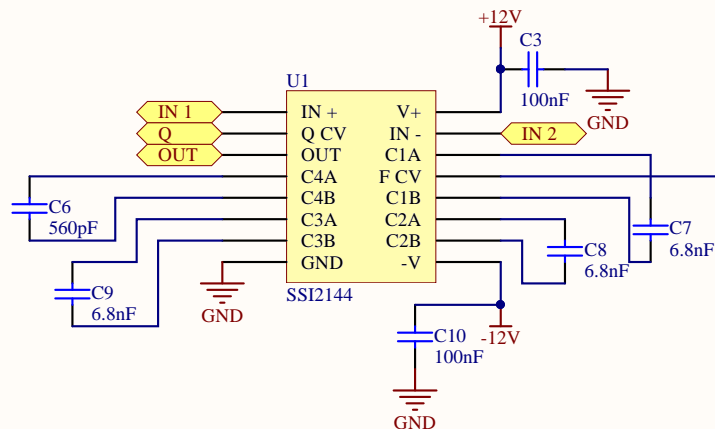 +12V
C3
100nF
GND
U1
IN 1
IN +
V+
Q
Q CV
IN -
IN 2
OUT
OUT
C1A
C4A
F CV
C6
560pF
C4B
C1B
C3A
C2A
C7
6.8nF
C3B
C2B
C8
6.8nF
GND
-V
C9
6.8nF
GND
SSI2144
C10
100nF
-12V
GND